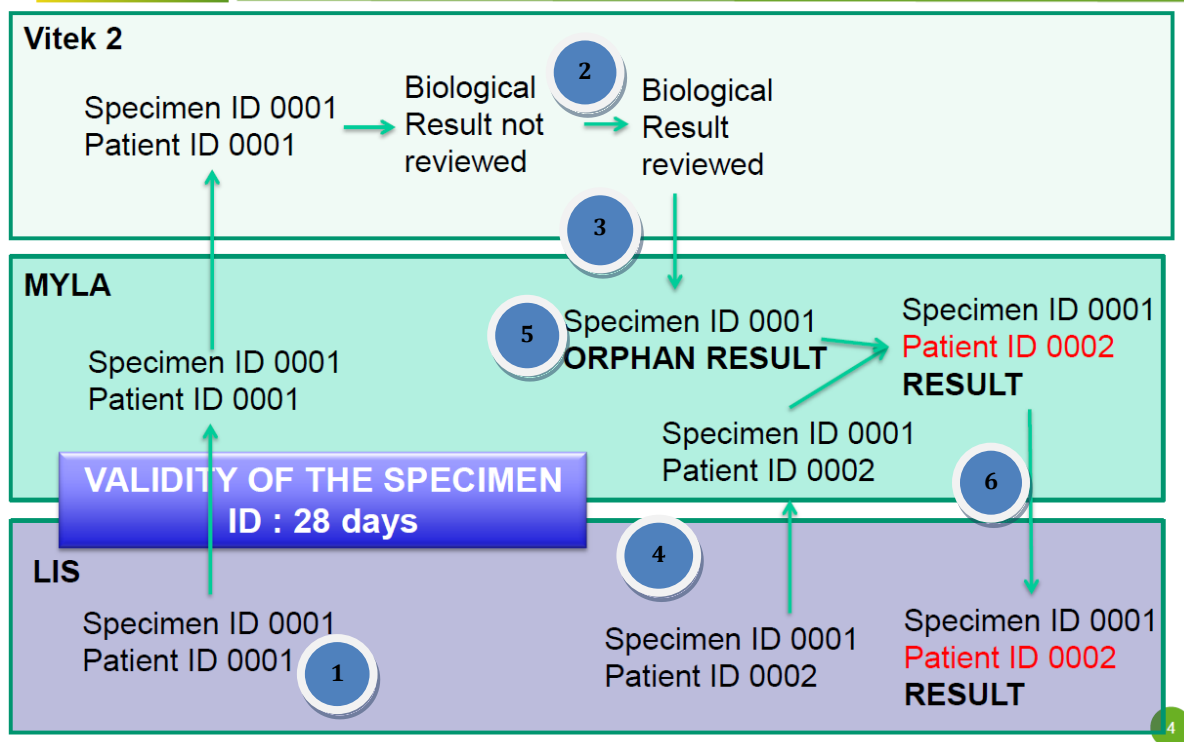 Vitek 2
Specimen ID 0001
Patient ID 0001
Biological
Result not
reviewed
2
Biological
Result
reviewed
3
MYLA
Specimen ID 0001
Patient ID 0001
5
Specimen ID 0001
ORPHAN RESULT
Specimen ID 0001
Patient ID 0002
RESULT
Specimen ID 0001
Patient ID 0002
6
VALIDITY OF THE SPECIMEN
ID : 28 days
LIS
Specimen ID 0001
Patient ID 0001
1
4
Specimen ID 0001
Patient ID 0002
Specimen ID 0001
Patient ID 0002
RESULT
4